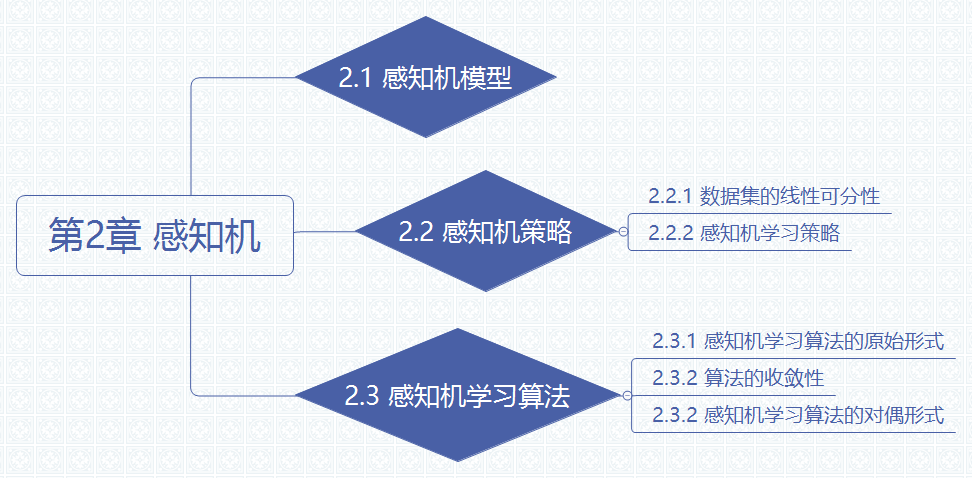 2.1 感知机模型
第2章 感知机
2.2 感知机策略
2.2.1 数据集的线性可分性
2.2.2 感知机学习策略
2.3 感知机学习算法
2.3.1 感知机学习算法的原始形式
2.3.2 算法的收敛性
2.3.2 感知机学习算法的对偶形式